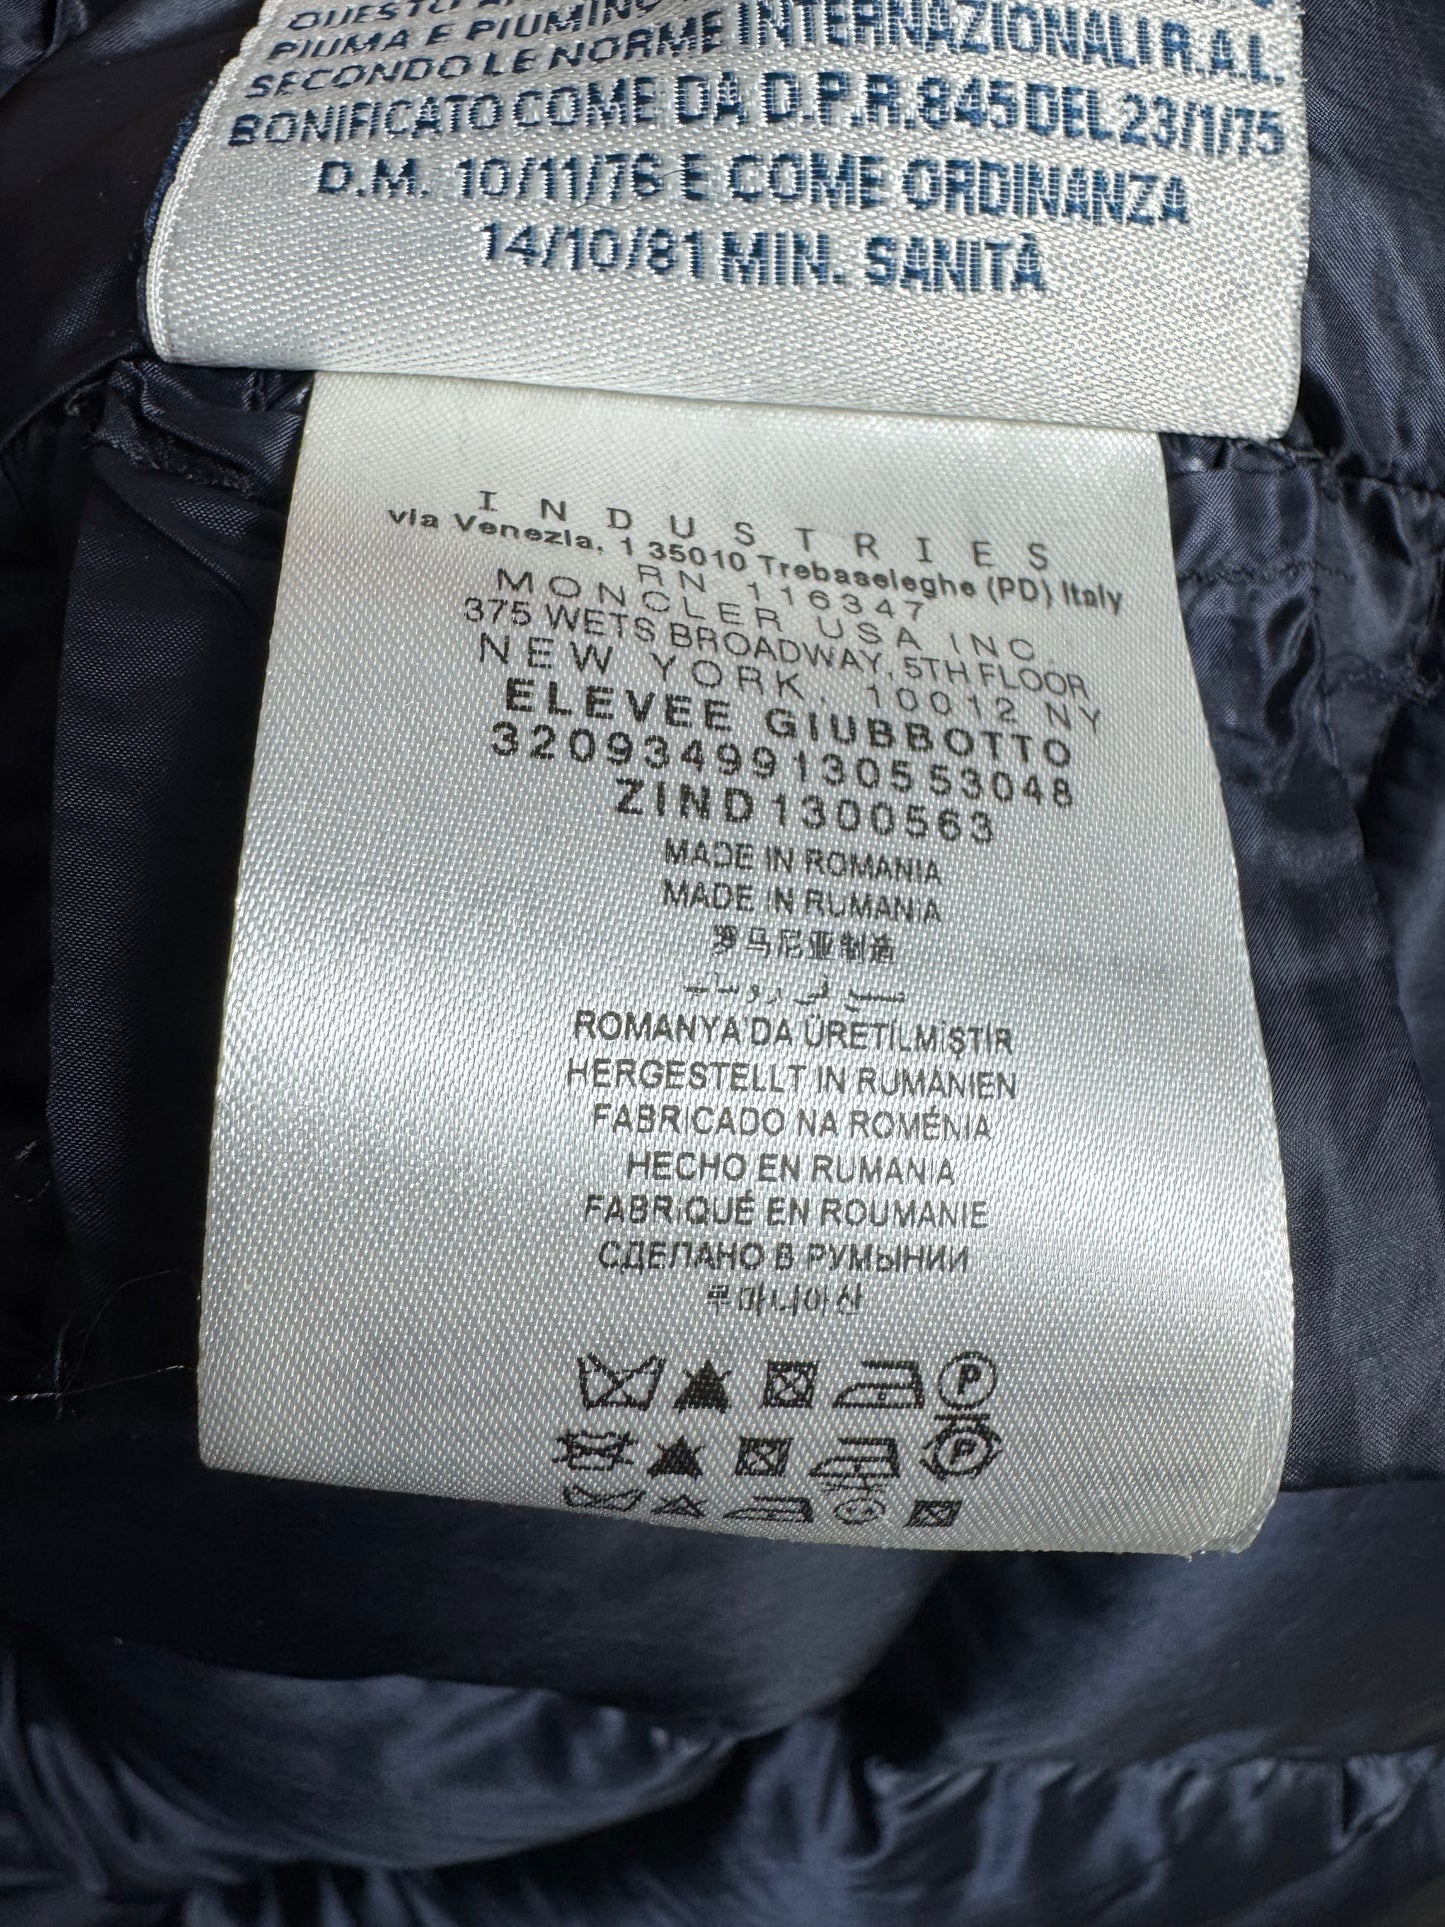 QUESTO
PIUMA E PIUMINO
SECONDO LE NORME INTERNAZIONALI R.A.L.
BONIFICATO COME DA D.P.R. 845 DEL 23/1/75
D.M. 10/11/76 E COME ORDINANZA
14/10/81 MIN. SANITÀ
INDUSTRIES
via Venezia, 1 35010 Trebaseleghe (PD) Italy
RN 116347
MONCLER USA INC.
375 WETS BROADWAY, 5TH FLOOR
NEW YORK, 10012 NY
ELEVEE GIUBBOTTO
32093499130553048
ZIND1300563
MADE IN ROMANIA
MADE IN RUMANIA
罗马尼亚制造
ROMANYA'DA ÜRETİLMİŞTİR
HERGESTELLT IN RUMÄNIEN
FABRICADO NA ROMÉNIA
HECHO EN RUMANIA
FABRIQUÉ EN ROUMANIE
СДЕЛАНО В РУМЫНИИ
루마니아산
P
P